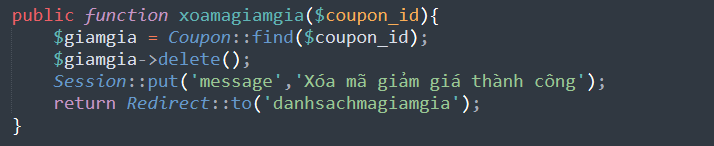 public function xoamagiamgia($coupon_id){
$giamgia = Coupon::find($coupon_id);
$giamgia->delete();
Session::put('message','Xóa mã giảm giá thành công');
return Redirect::to('danhsachmagiamgia');
}